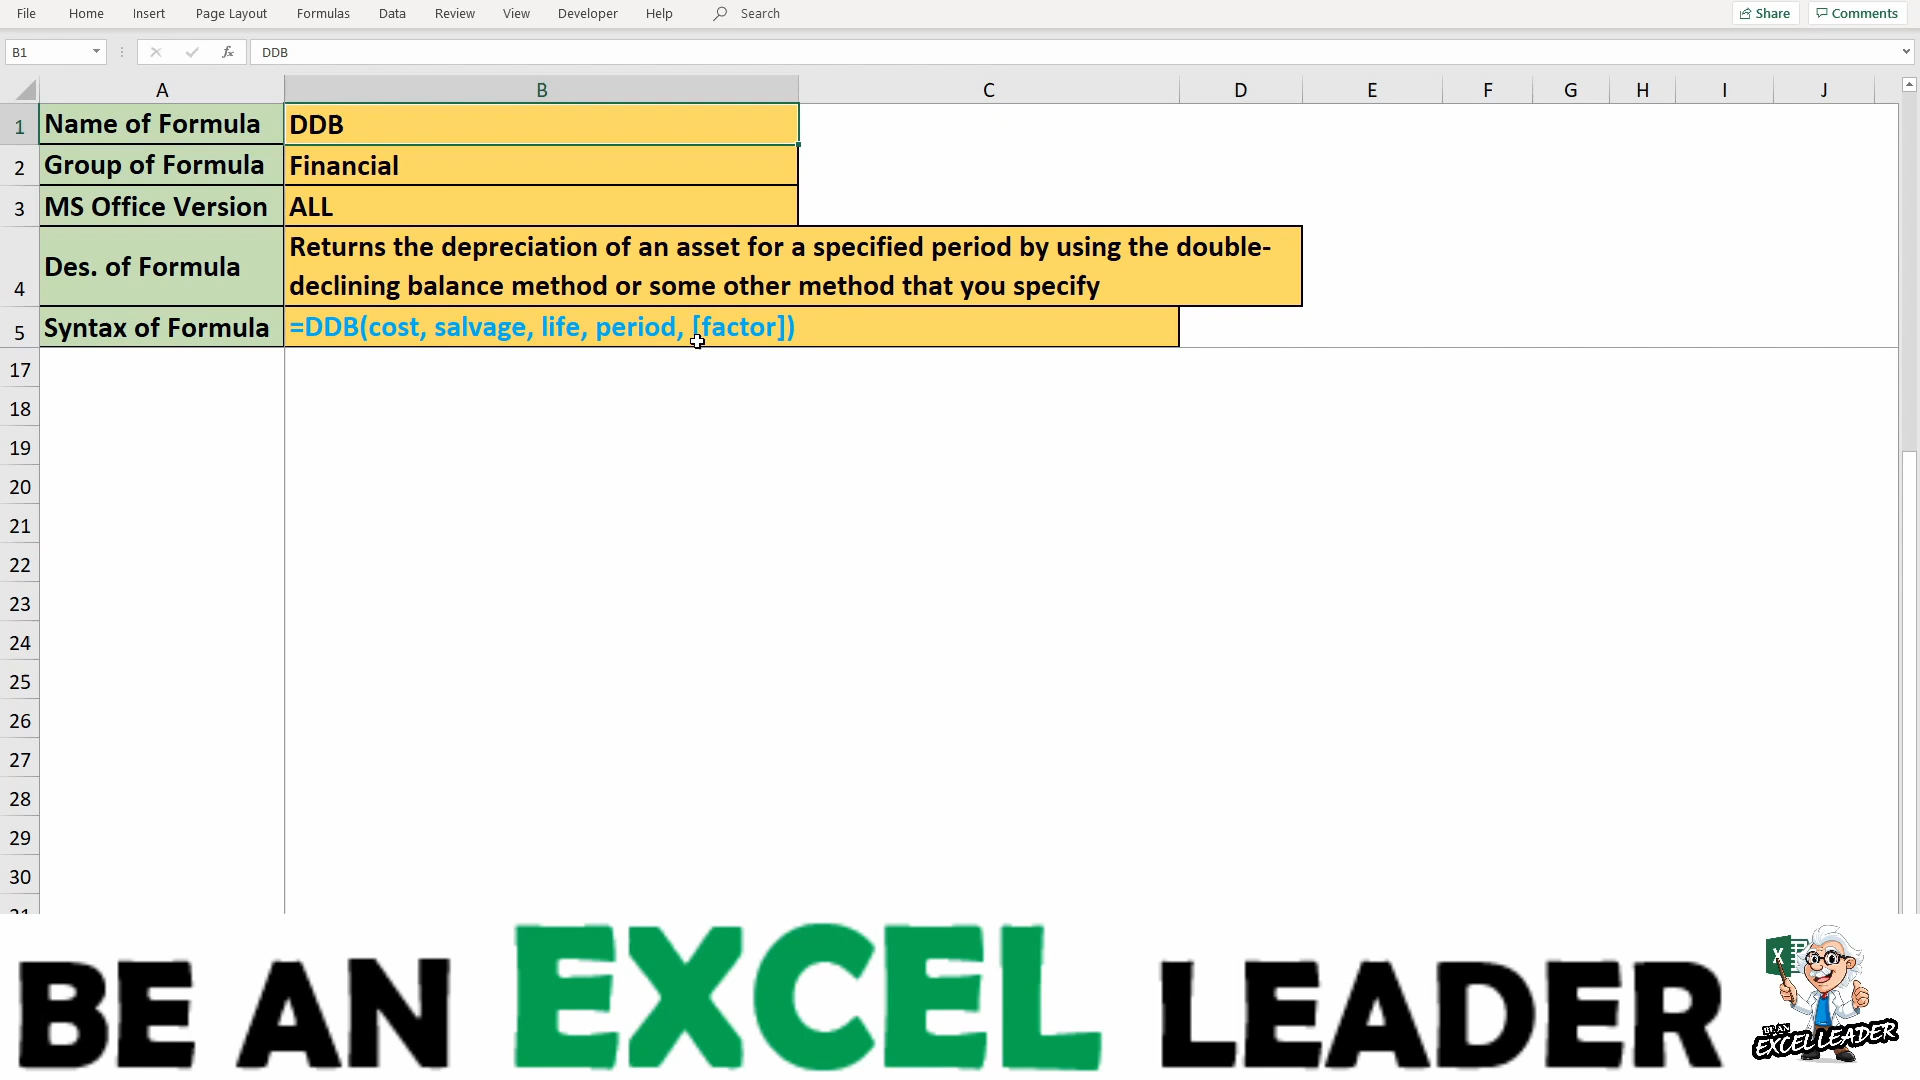 File Home Insert Page Layout Formulas Data Review View Developer Help Search Share Comments
B1 fx DDB
A B C D E F G H I J
1 Name of Formula DDB
2 Group of Formula Financial
3 MS Office Version ALL
4 Des. of Formula Returns the depreciation of an asset for a specified period by using the double-
declining balance method or some other method that you specify
5 Syntax of Formula =DDB(cost, salvage, life, period, [factor])
17
18
19
20
21
22
23
24
25
26
27
28
29
30
31
BE AN EXCEL LEADER
X
BE AN
EXCEL LEADER